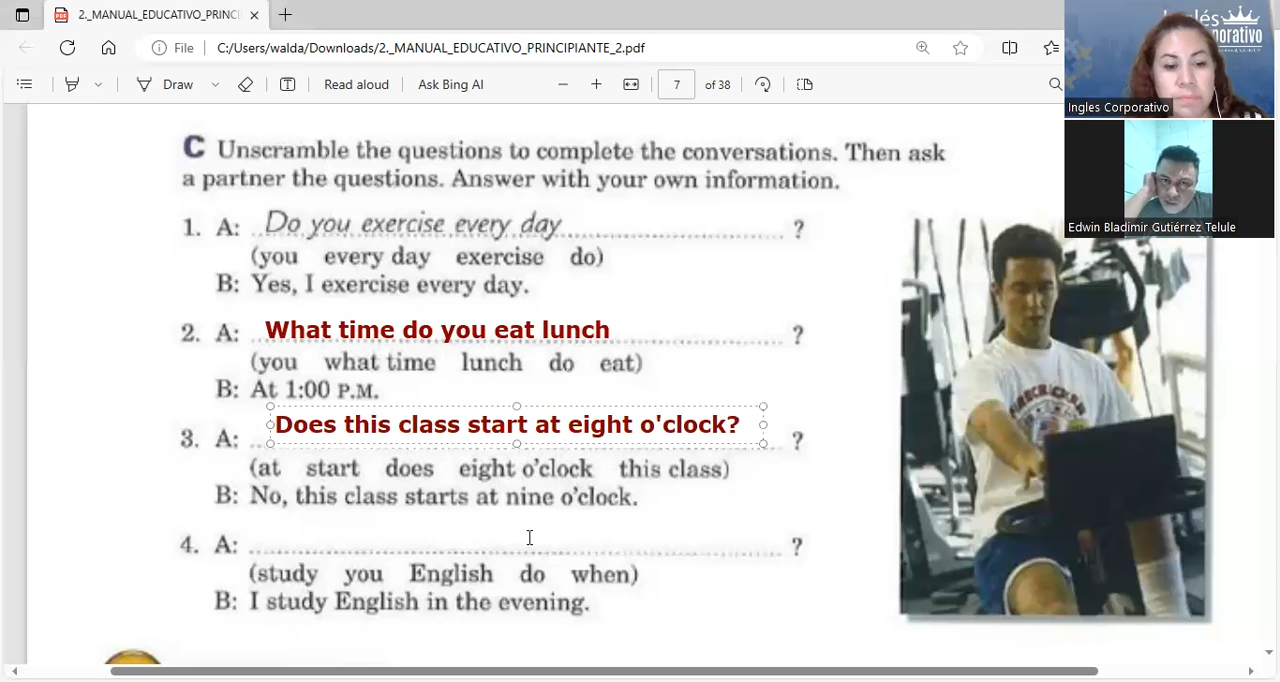 2._MANUAL_EDUCATIVO_PRINCI
File
C:/Users/walda/Downloads/2._MANUAL_EDUCATIVO_PRINCIPIANTE_2.pdf
Draw
Read aloud
Ask Bing AI
7 of 38
Inglés
Ingles Corporativo
Edwin Bladimir Gutiérrez Telule
C Unscramble the questions to complete the conversations. Then ask
a partner the questions. Answer with your own information.
1. A: Do you exercise every day ?
(you every day exercise do)
B: Yes, I exercise every day.
2. A: What time do you eat lunch ?
(you what time lunch do eat)
B: At 1:00 P.M.
3. A: Does this class start at eight o'clock? ?
(at start does eight o'clock this class)
B: No, this class starts at nine o'clock.
4. A: ?
(study you English do when)
B: I study English in the evening.